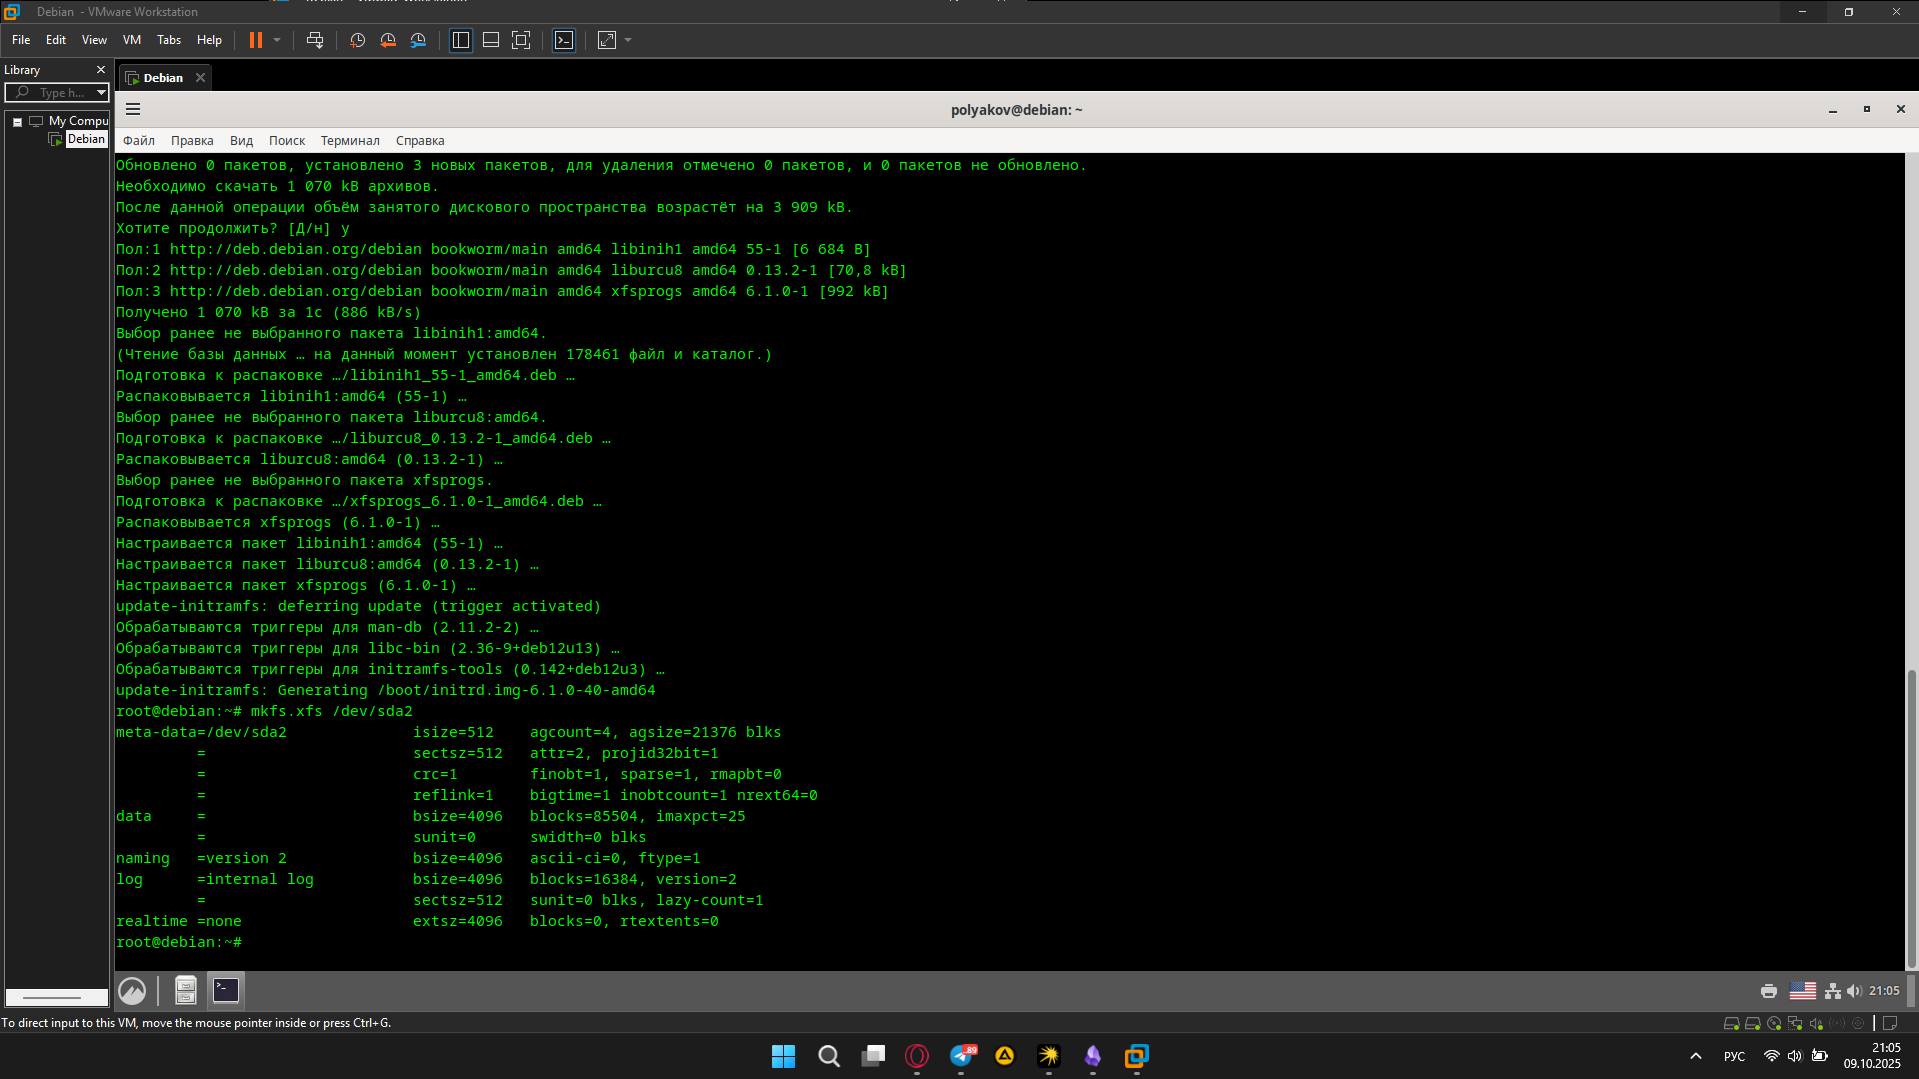 Debian - VMware Workstation
File Edit View VM Tabs Help
Library
Debian
Type h...
My Compu
Debian
polyakov@debian: ~
Файл Правка Вид Поиск Терминал Справка
Обновлено 0 пакетов, установлено 3 новых пакетов, для удаления отмечено 0 пакетов, и 0 пакетов не обновлено.
Необходимо скачать 1 070 kB архивов.
После данной операции объём занятого дискового пространства возрастёт на 3 909 kB.
Хотите продолжить? [Д/н] y
Пол:1 http://deb.debian.org/debian bookworm/main amd64 libinih1 amd64 55-1 [6 684 B]
Пол:2 http://deb.debian.org/debian bookworm/main amd64 liburcu8 amd64 0.13.2-1 [70,8 kB]
Пол:3 http://deb.debian.org/debian bookworm/main amd64 xfsprogs amd64 6.1.0-1 [992 kB]
Получено 1 070 kB за 1с (886 kB/s)
Выбор ранее не выбранного пакета libinih1:amd64.
(Чтение базы данных … на данный момент установлен 178461 файл и каталог.)
Подготовка к распаковке …/libinih1_55-1_amd64.deb …
Распаковывается libinih1:amd64 (55-1) …
Выбор ранее не выбранного пакета liburcu8:amd64.
Подготовка к распаковке …/liburcu8_0.13.2-1_amd64.deb …
Распаковывается liburcu8:amd64 (0.13.2-1) …
Выбор ранее не выбранного пакета xfsprogs.
Подготовка к распаковке …/xfsprogs_6.1.0-1_amd64.deb …
Распаковывается xfsprogs (6.1.0-1) …
Настраивается пакет libinih1:amd64 (55-1) …
Настраивается пакет liburcu8:amd64 (0.13.2-1) …
Настраивается пакет xfsprogs (6.1.0-1) …
update-initramfs: deferring update (trigger activated)
Обрабатываются триггеры для man-db (2.11.2-2) …
Обрабатываются триггеры для libc-bin (2.36-9+deb12u13) …
Обрабатываются триггеры для initramfs-tools (0.142+deb12u3) …
update-initramfs: Generating /boot/initrd.img-6.1.0-40-amd64
root@debian:~# mkfs.xfs /dev/sda2
meta-data=/dev/sda2              isize=512    agcount=4, agsize=21376 blks
         =                       sectsz=512   attr=2, projid32bit=1
         =                       crc=1        finobt=1, sparse=1, rmapbt=0
         =                       reflink=1    bigtime=1 inobtcount=1 nrext64=0
data     =                       bsize=4096   blocks=85504, imaxpct=25
         =                       sunit=0      swidth=0 blks
naming   =version 2              bsize=4096   ascii-ci=0, ftype=1
log      =internal log           bsize=4096   blocks=16384, version=2
         =                       sectsz=512   sunit=0 blks, lazy-count=1
realtime =none                   extsz=4096   blocks=0, rtextents=0
root@debian:~#
21:05
To direct input to this VM, move the mouse pointer inside or press Ctrl+G.
89
РУС
21:05
09.10.2025